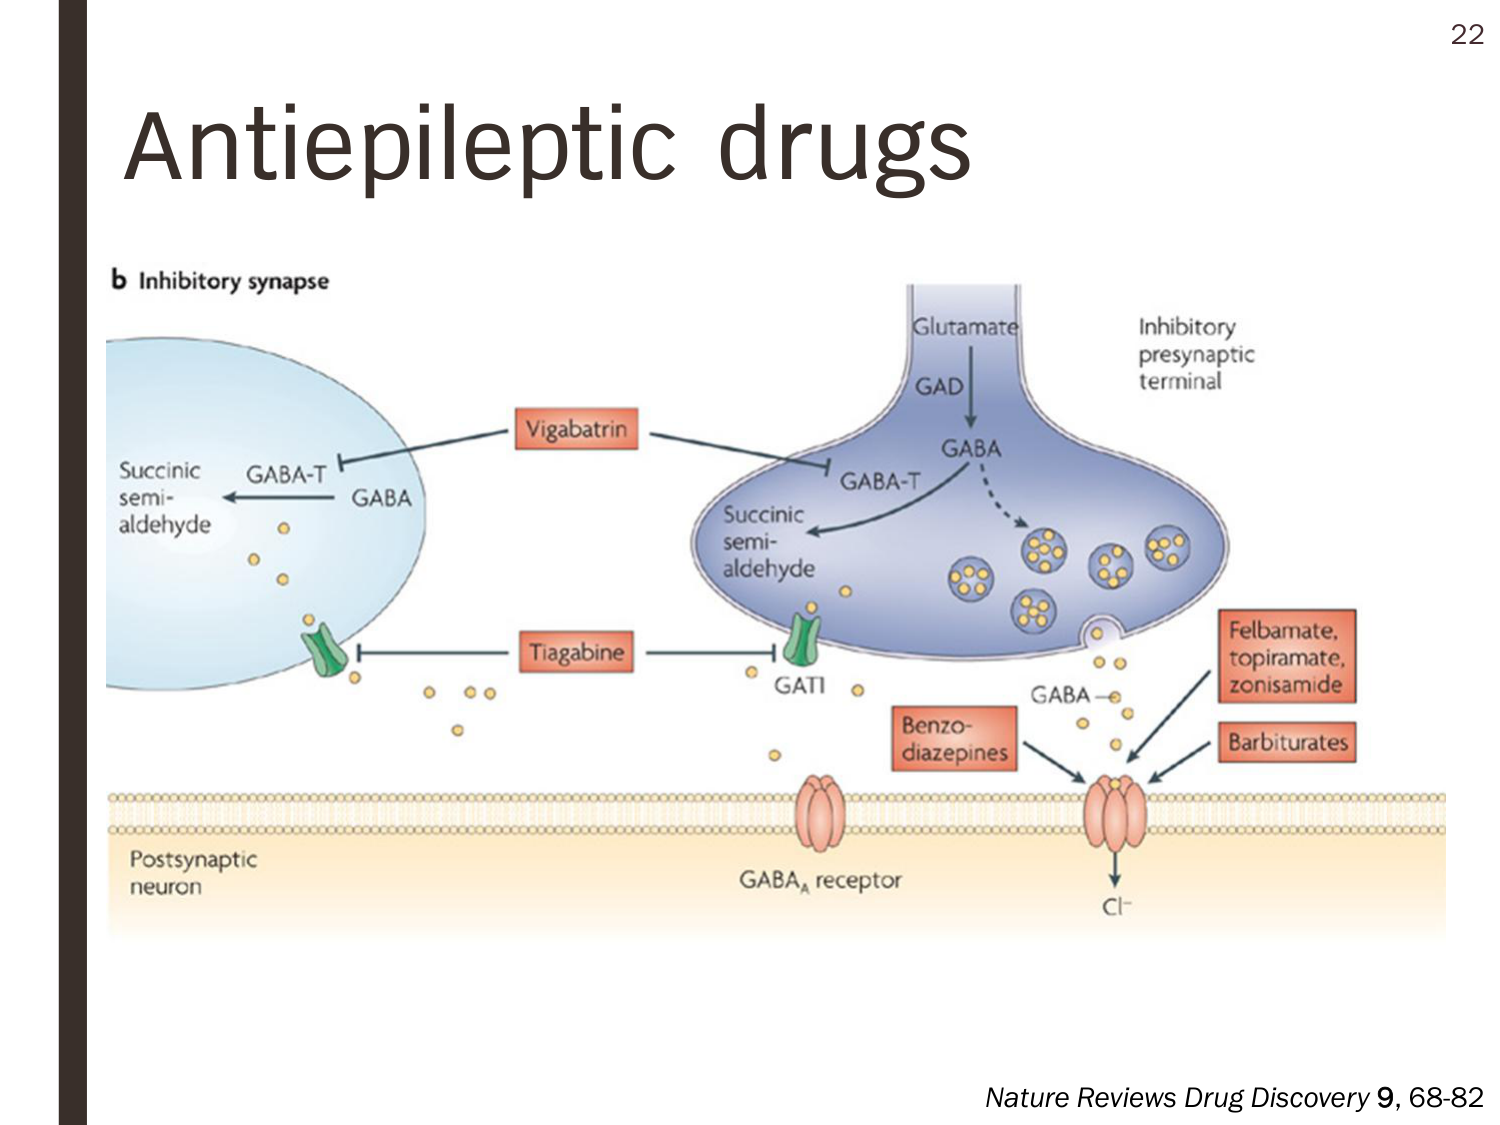 22
Antiepileptic drugs
b Inhibitory synapse
Glutamate
Inhibitory
presynaptic
terminal
GAD
Vigabatrin
GABA
Succinic
semi-
aldehyde
GABA-T
GABA
GABA-T
Succinic
semi-
aldehyde
Tiagabine
GATI
Felbamate,
topiramate,
zonisamide
GABA
Benzo-
diazepines
Barbiturates
Postsynaptic
neuron
GABAA receptor
Cl–
Nature Reviews Drug Discovery 9, 68-82